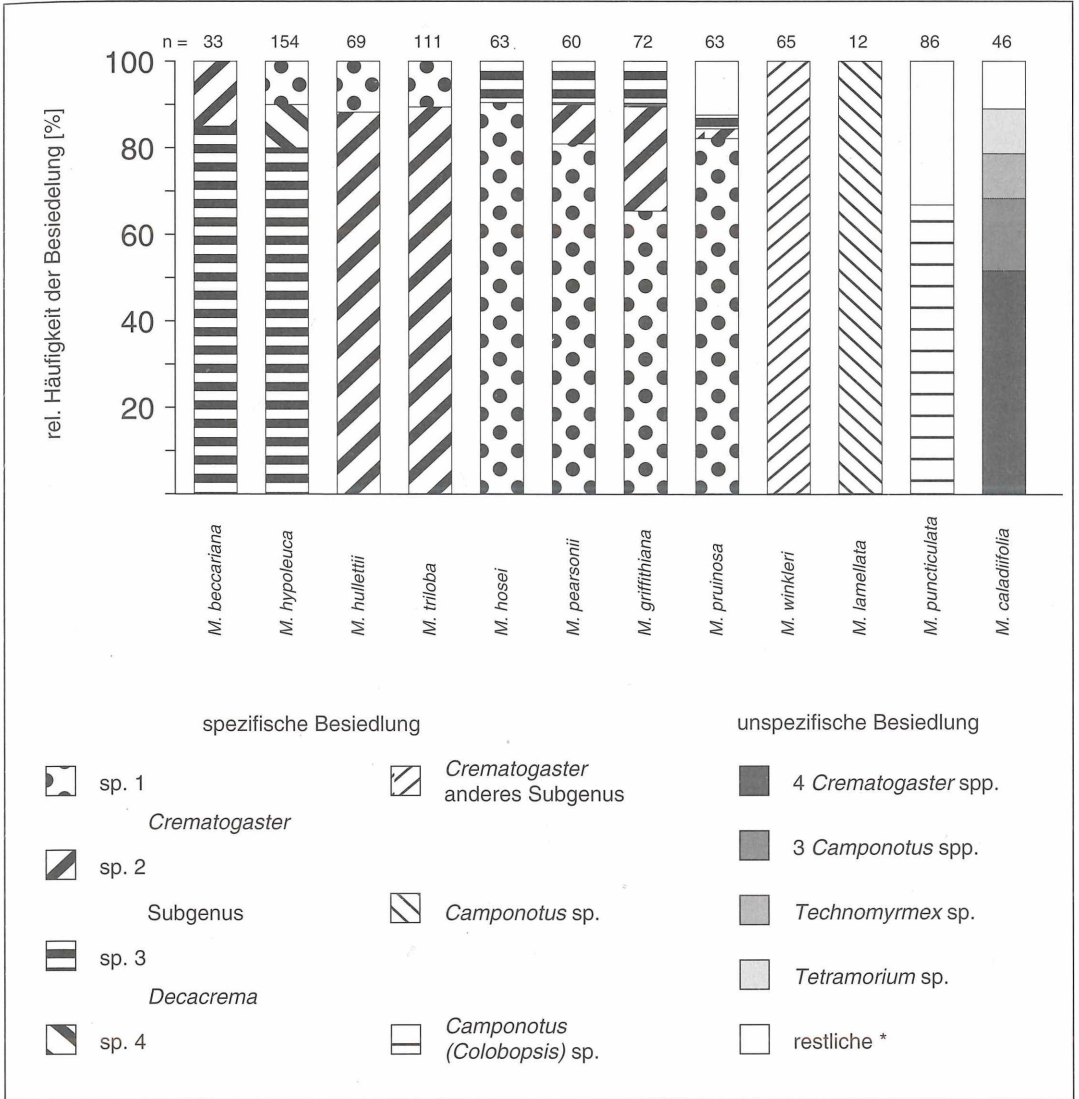 n = 33 154 69 111 63 60 72 63 65 12 86 46
100
80
60
40
20
rel. Häufigkeit der Besiedelung [%]
M. beccariana
M. hypoleuca
M. hullettii
M. triloba
M. hosei
M. pearsonii
M. griffithiana
M. pruinosa
M. winkleri
M. lamellata
M. puncticulata
M. caladiifolia
spezifische Besiedlung
sp. 1
Crematogaster
sp. 2
Subgenus
sp. 3
Decacrema
sp. 4
Crematogaster
anderes Subgenus
Camponotus sp.
Camponotus
(Colobopsis) sp.
unspezifische Besiedlung
4 Crematogaster spp.
3 Camponotus spp.
Technomyrmex sp.
Tetramorium sp.
restliche *